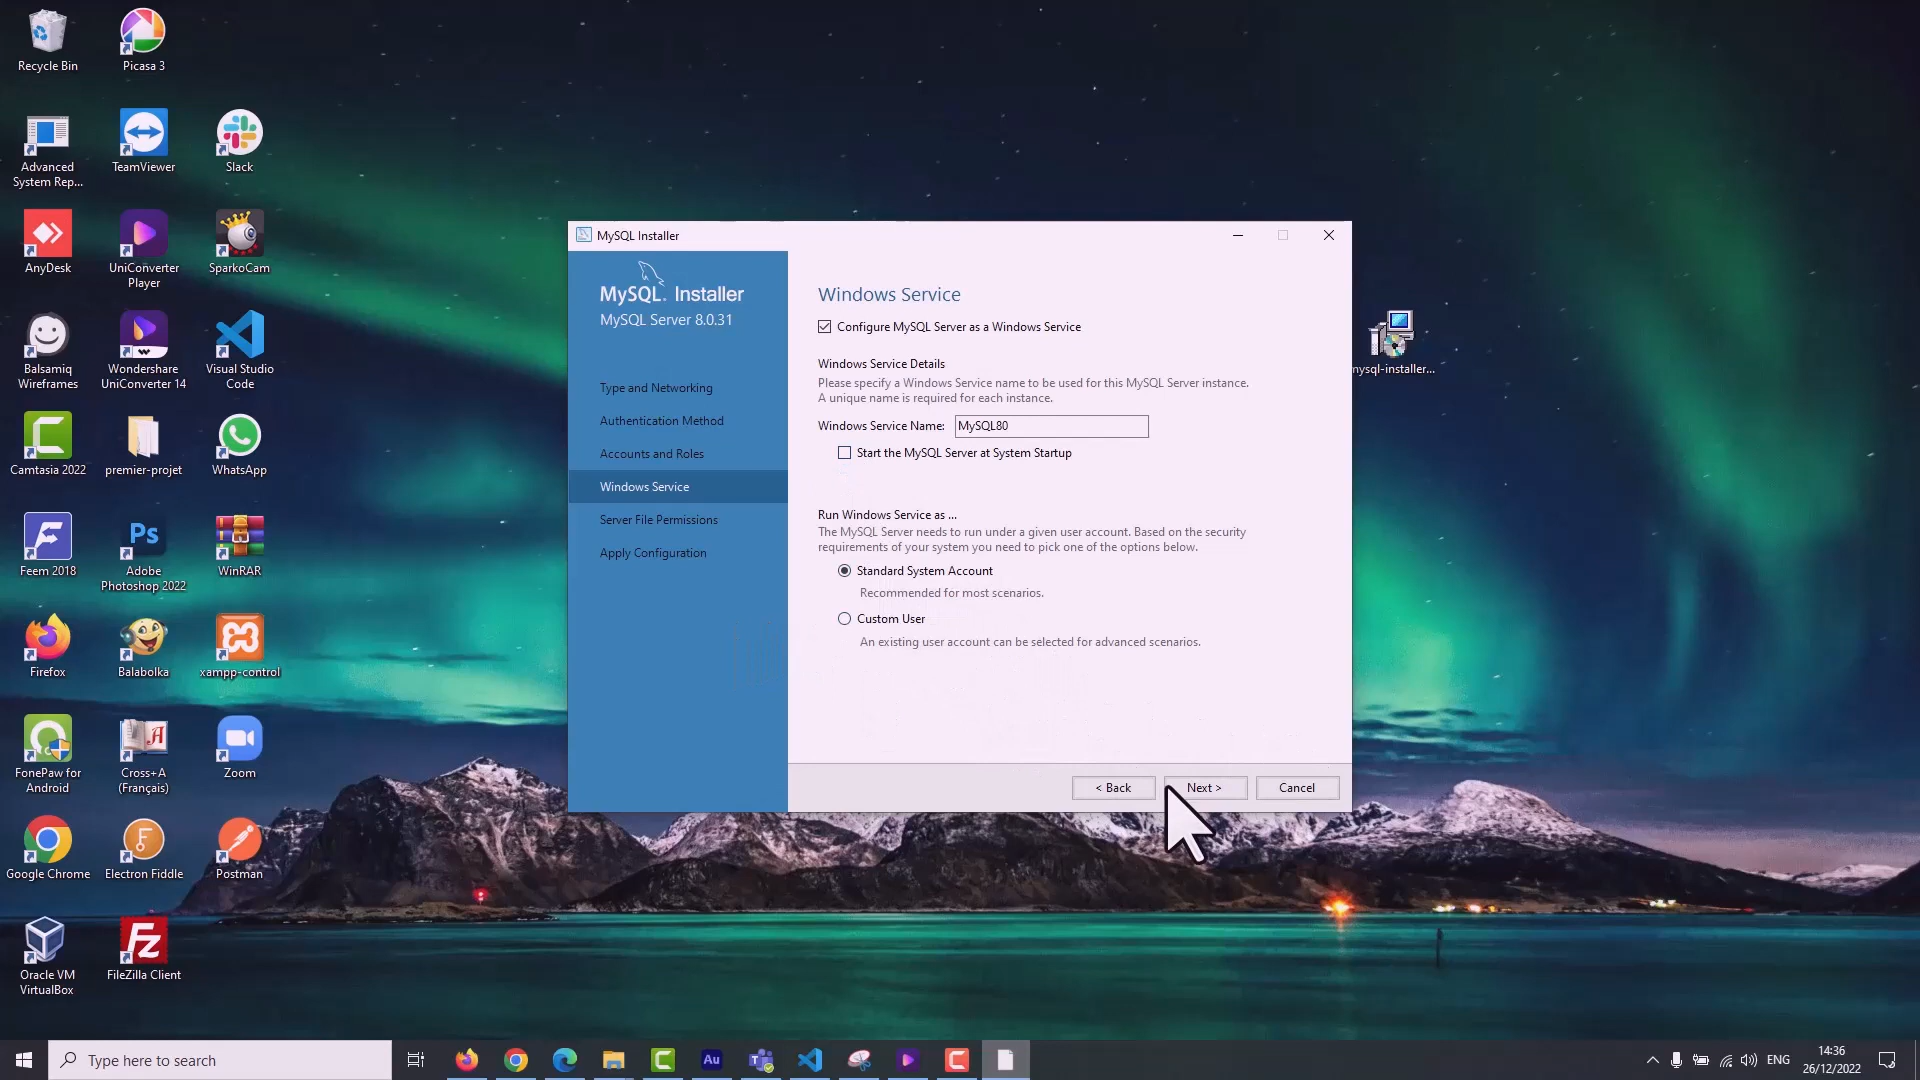 Recycle Bin
Picasa 3
Advanced
System Rep...
TeamViewer
Slack
AnyDesk
UniConverter
Player
SparkoCam
Balsamiq
Wireframes
Wondershare
UniConverter 14
Visual Studio
Code
Camtasia 2022
premier-projet
WhatsApp
Feem 2018
Ps
Adobe
Photoshop 2022
WinRAR
Firefox
Balabolka
xampp-control
FonePaw for
Android
Cross+A
(Français)
Zoom
Google Chrome
Electron Fiddle
Postman
Oracle VM
VirtualBox
Fz
FileZilla Client
mysql-installer...
MySQL Installer
MySQL. Installer
MySQL Server 8.0.31
Type and Networking
Authentication Method
Accounts and Roles
Windows Service
Server File Permissions
Apply Configuration
Windows Service
Configure MySQL Server as a Windows Service
Windows Service Details
Please specify a Windows Service name to be used for this MySQL Server instance.
A unique name is required for each instance.
Windows Service Name: MySQL80
Start the MySQL Server at System Startup
Run Windows Service as ...
The MySQL Server needs to run under a given user account. Based on the security
requirements of your system you need to pick one of the options below.
Standard System Account
Recommended for most scenarios.
Custom User
An existing user account can be selected for advanced scenarios.
< Back
Next >
Cancel
Type here to search
Au
ENG
14:36
26/12/2022